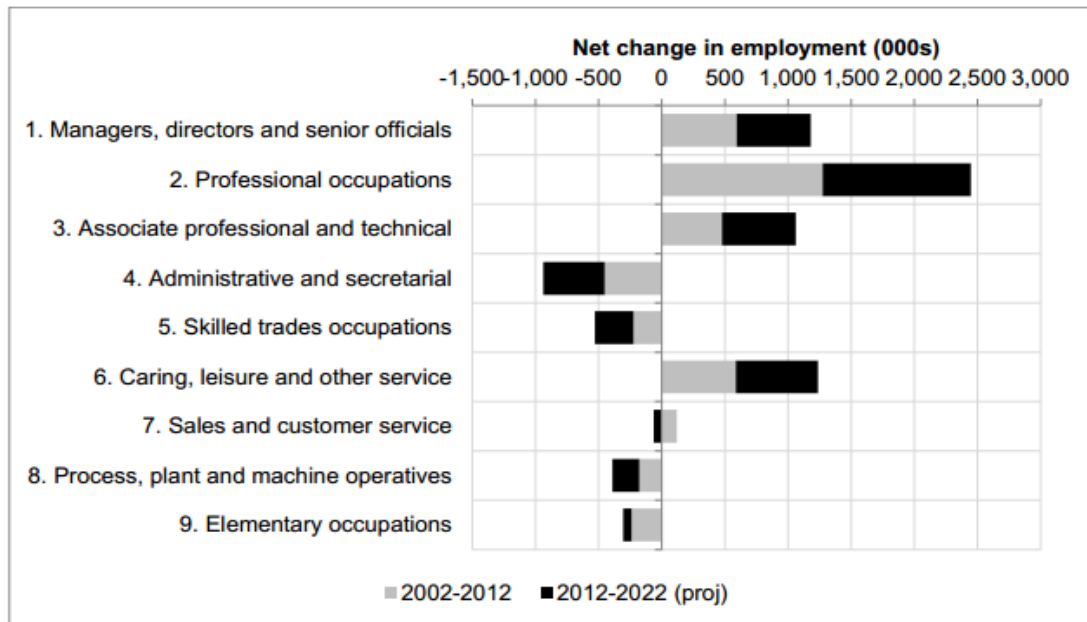 Net change in employment (000s)
-1,500 -1,000 -500 0 500 1,000 1,500 2,000 2,500 3,000
1. Managers, directors and senior officials
2. Professional occupations
3. Associate professional and technical
4. Administrative and secretarial
5. Skilled trades occupations
6. Caring, leisure and other service
7. Sales and customer service
8. Process, plant and machine operatives
9. Elementary occupations
2002-2012 2012-2022 (proj)